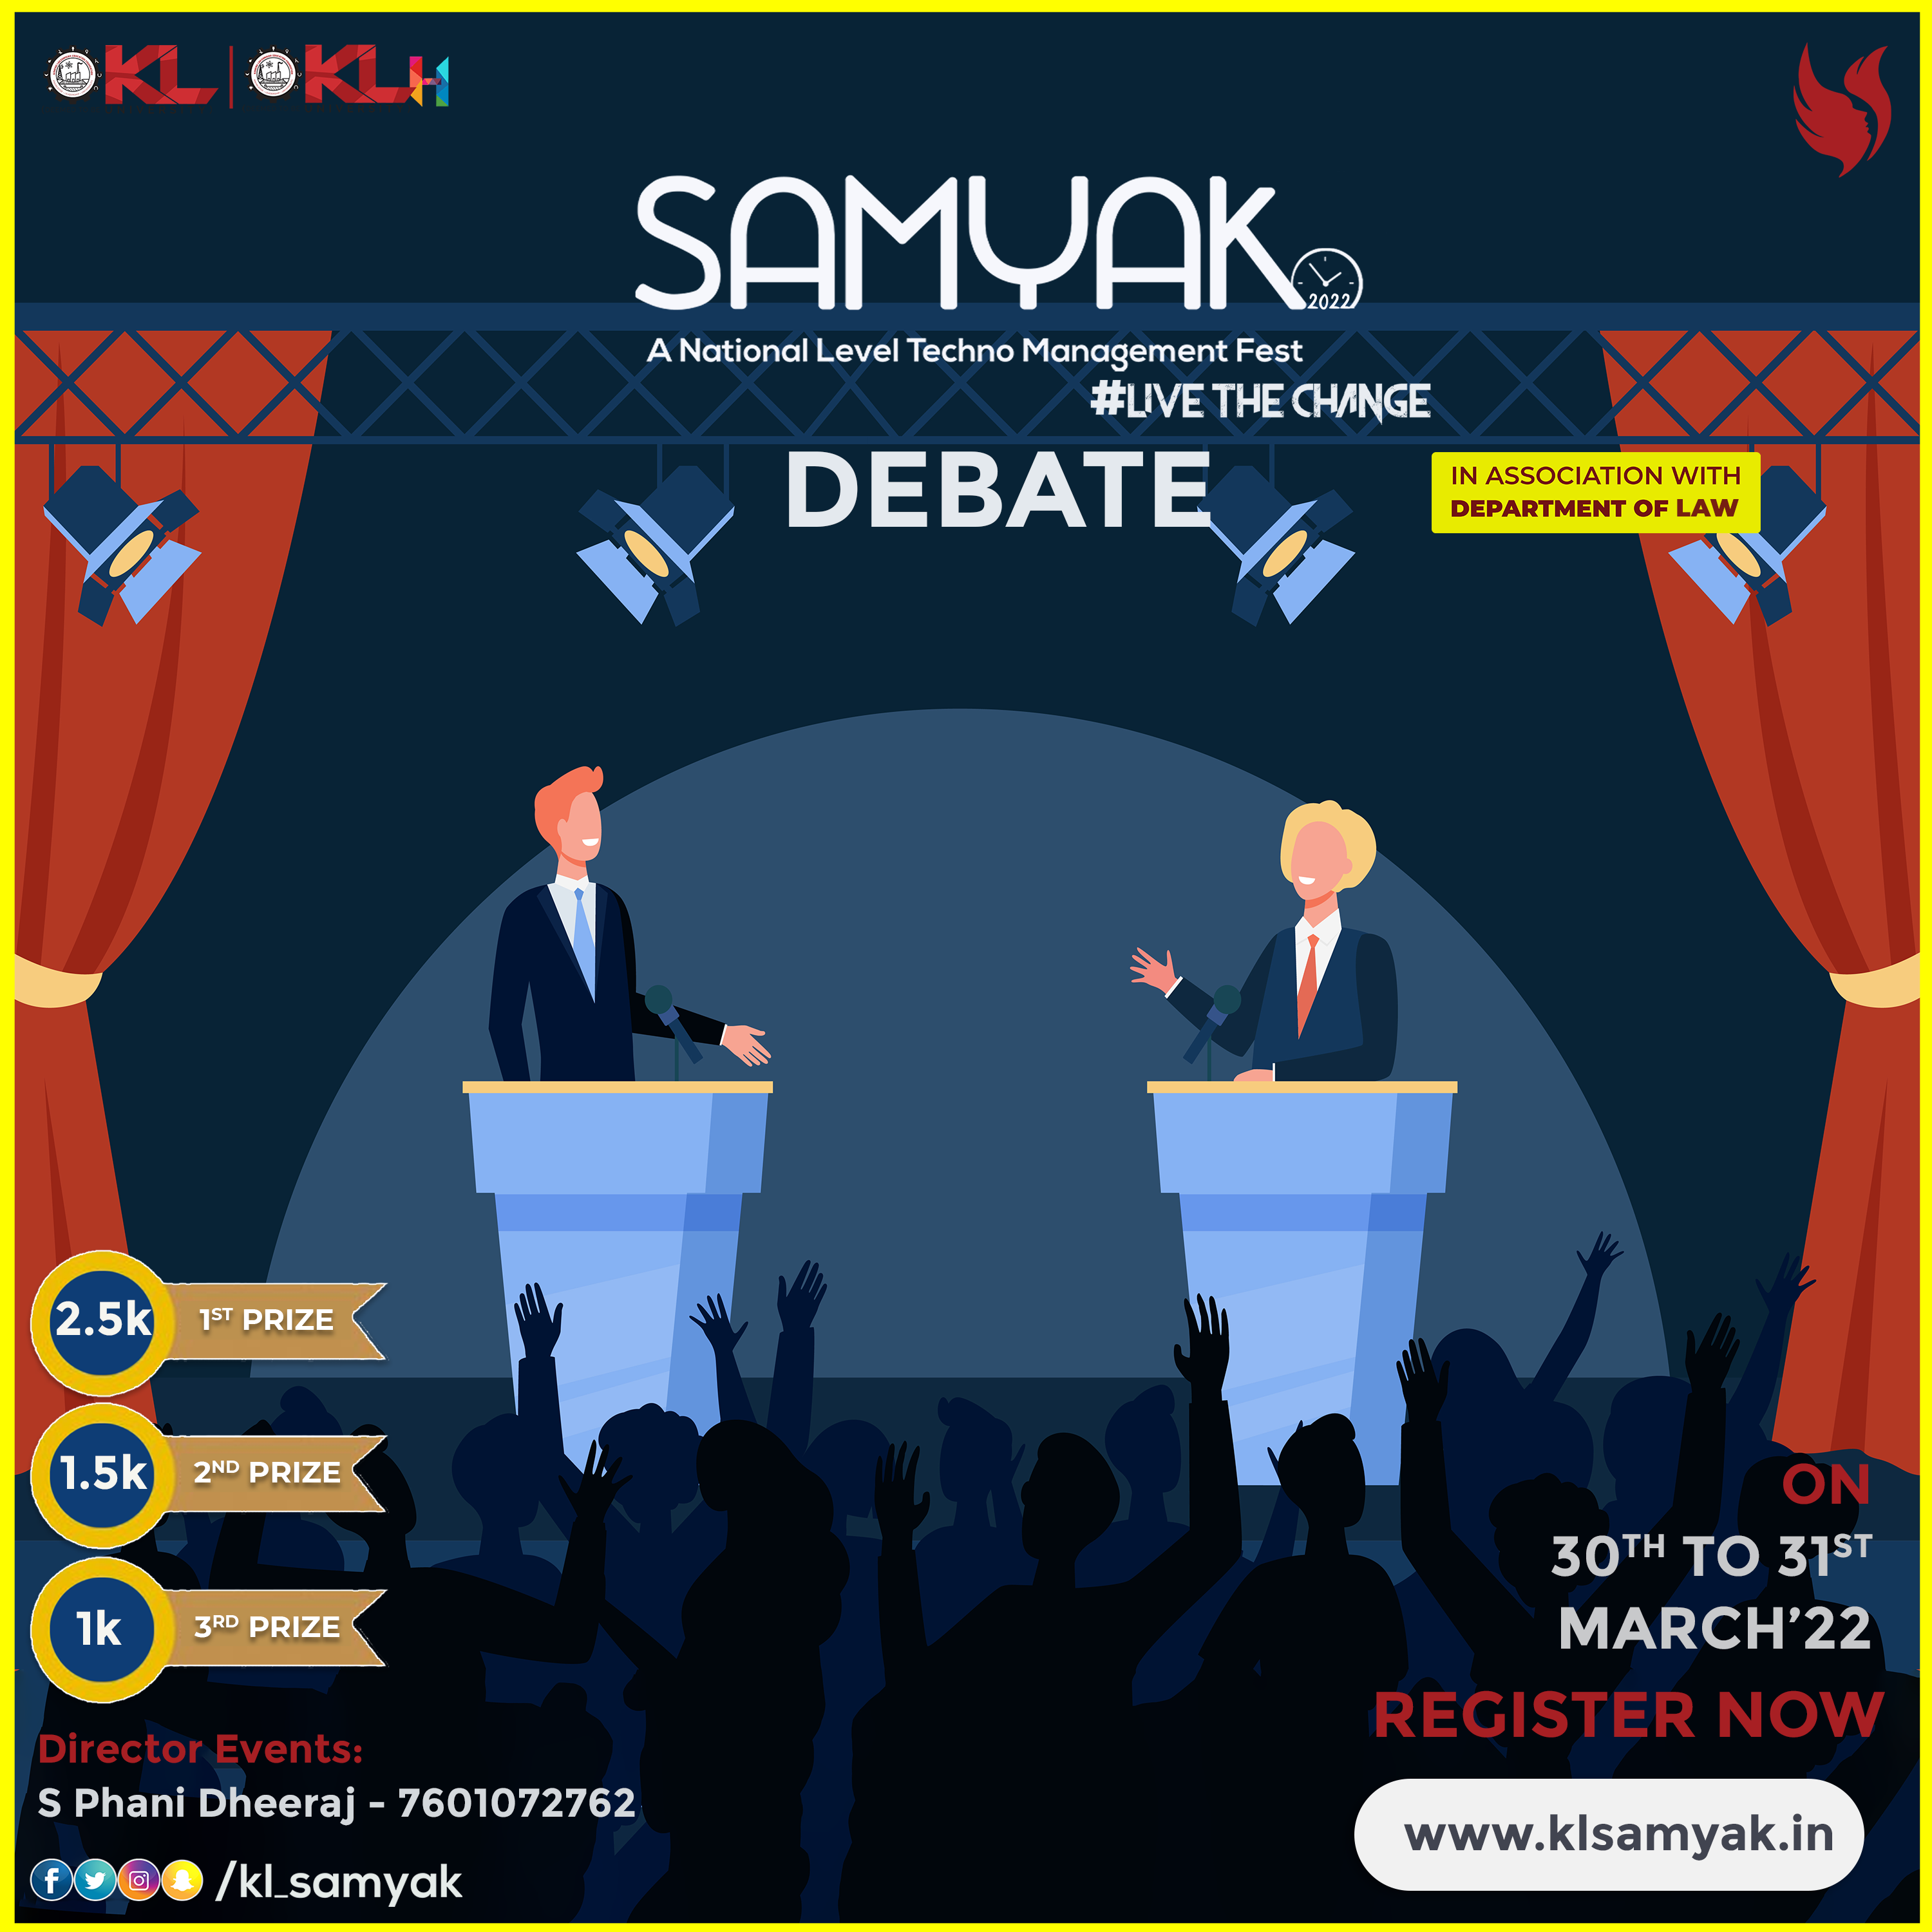 KL | KLH
SAMYAK
2022
A National Level Techno Management Fest
#LIVE THE CHANGE
DEBATE
IN ASSOCIATION WITH
DEPARTMENT OF LAW
2.5k 1ST PRIZE
1.5k 2ND PRIZE
1k 3RD PRIZE
ON
30TH TO 31ST
MARCH'22
REGISTER NOW
www.klsamyak.in
Director Events:
S Phani Dheeraj - 7601072762
/kl_samyak